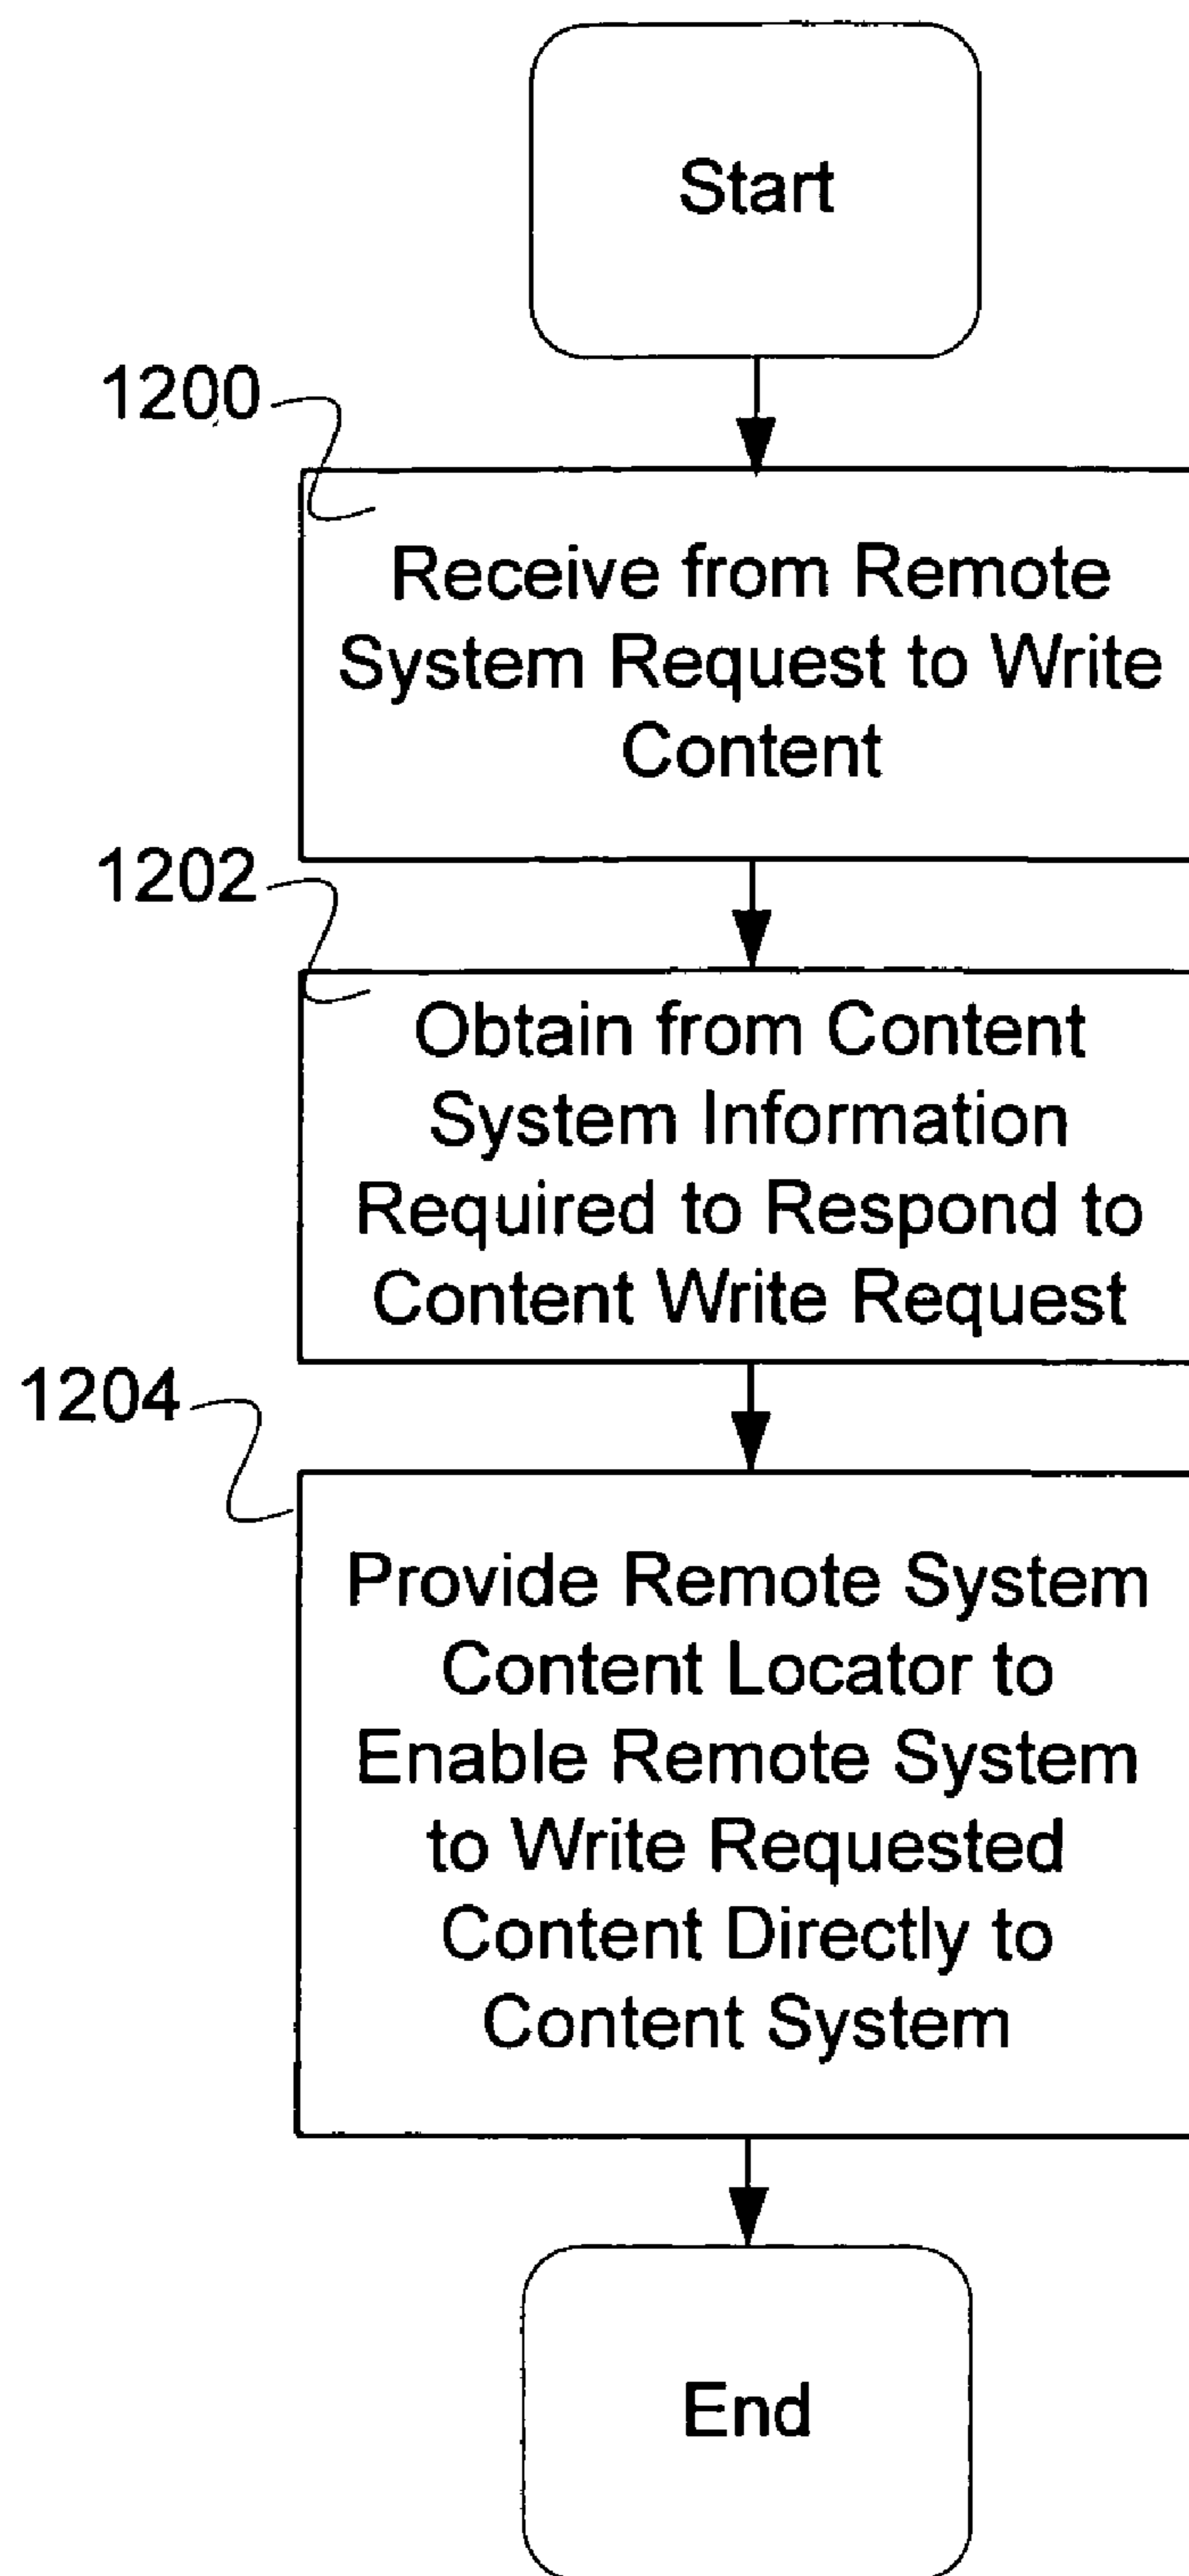 Start
1200
Receive from Remote
System Request to Write
Content
1202
Obtain from Content
System Information
Required to Respond to
Content Write Request
1204
Provide Remote System
Content Locator to
Enable Remote System
to Write Requested
Content Directly to
Content System
End